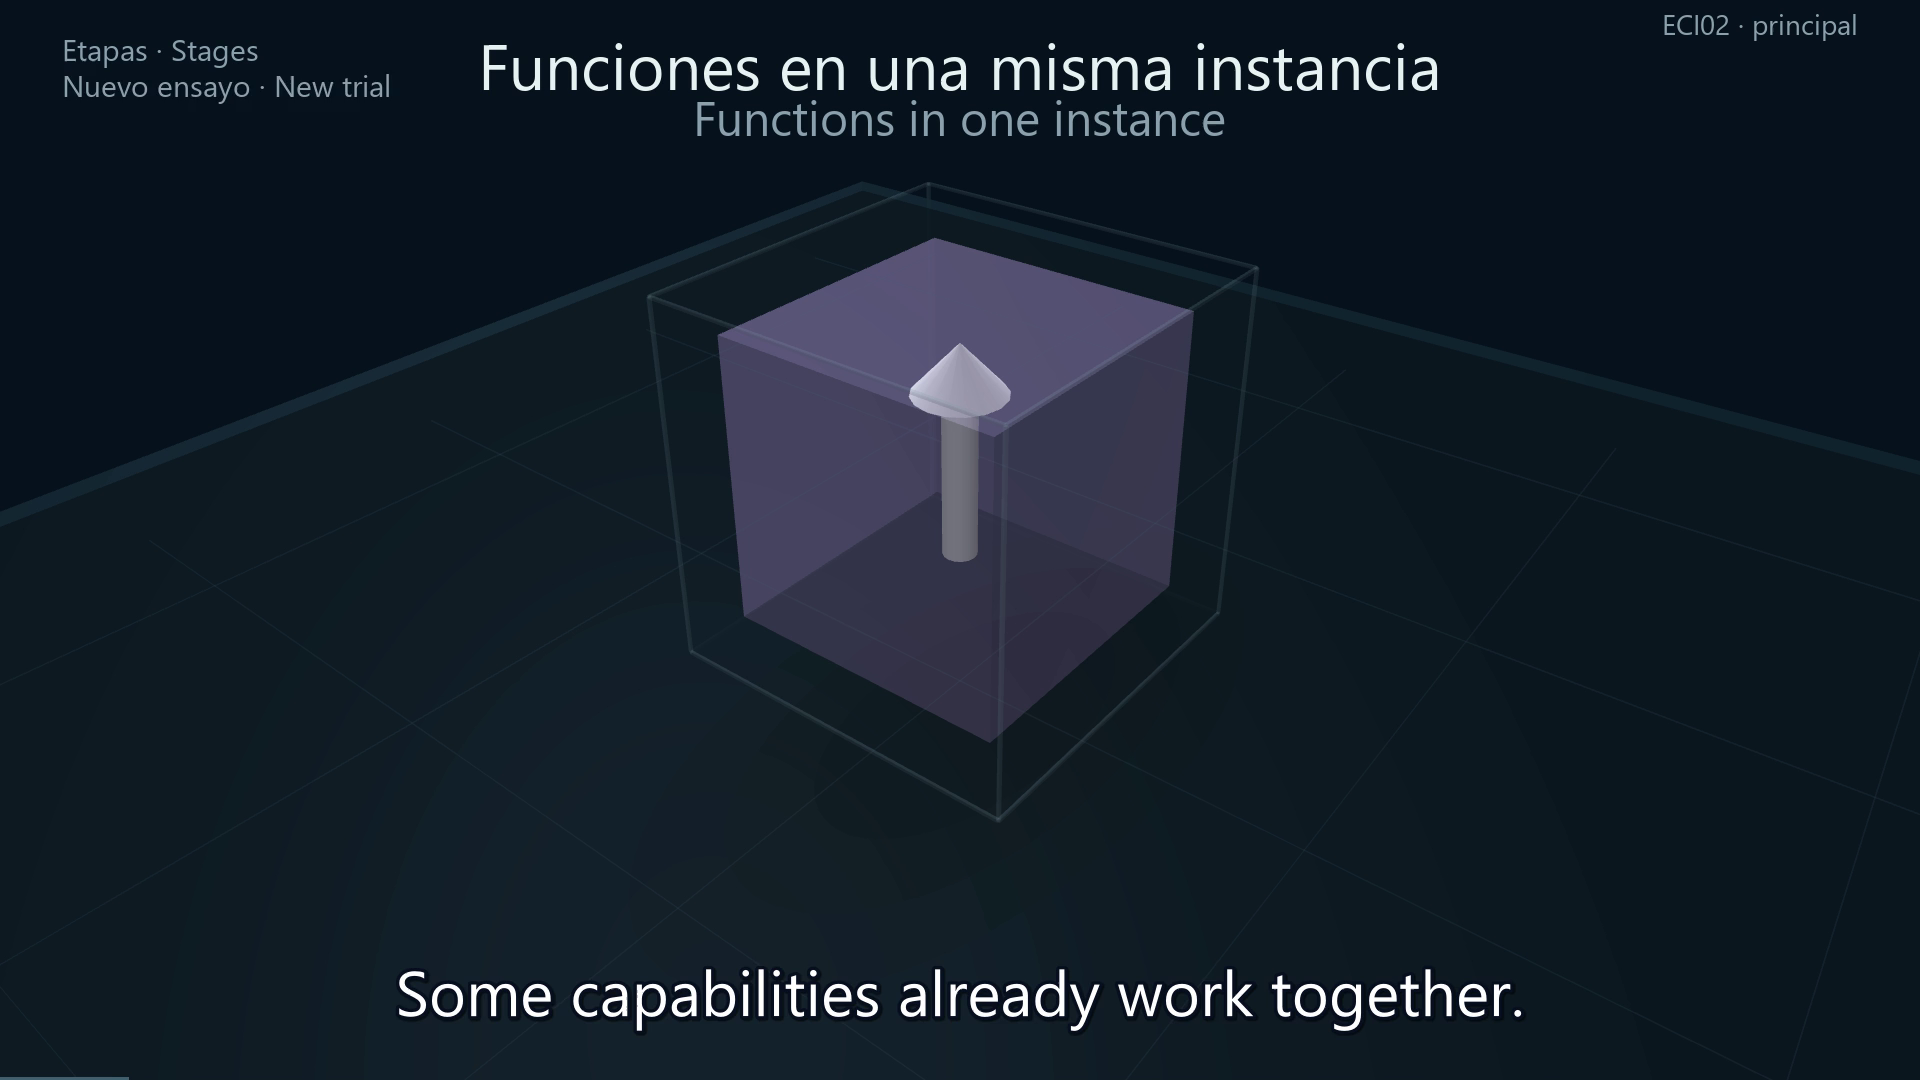 Etapas · Stages
Nuevo ensayo · New trial
Funciones en una misma instancia
Functions in one instance
ECI02 · principal
Some capabilities already work together.